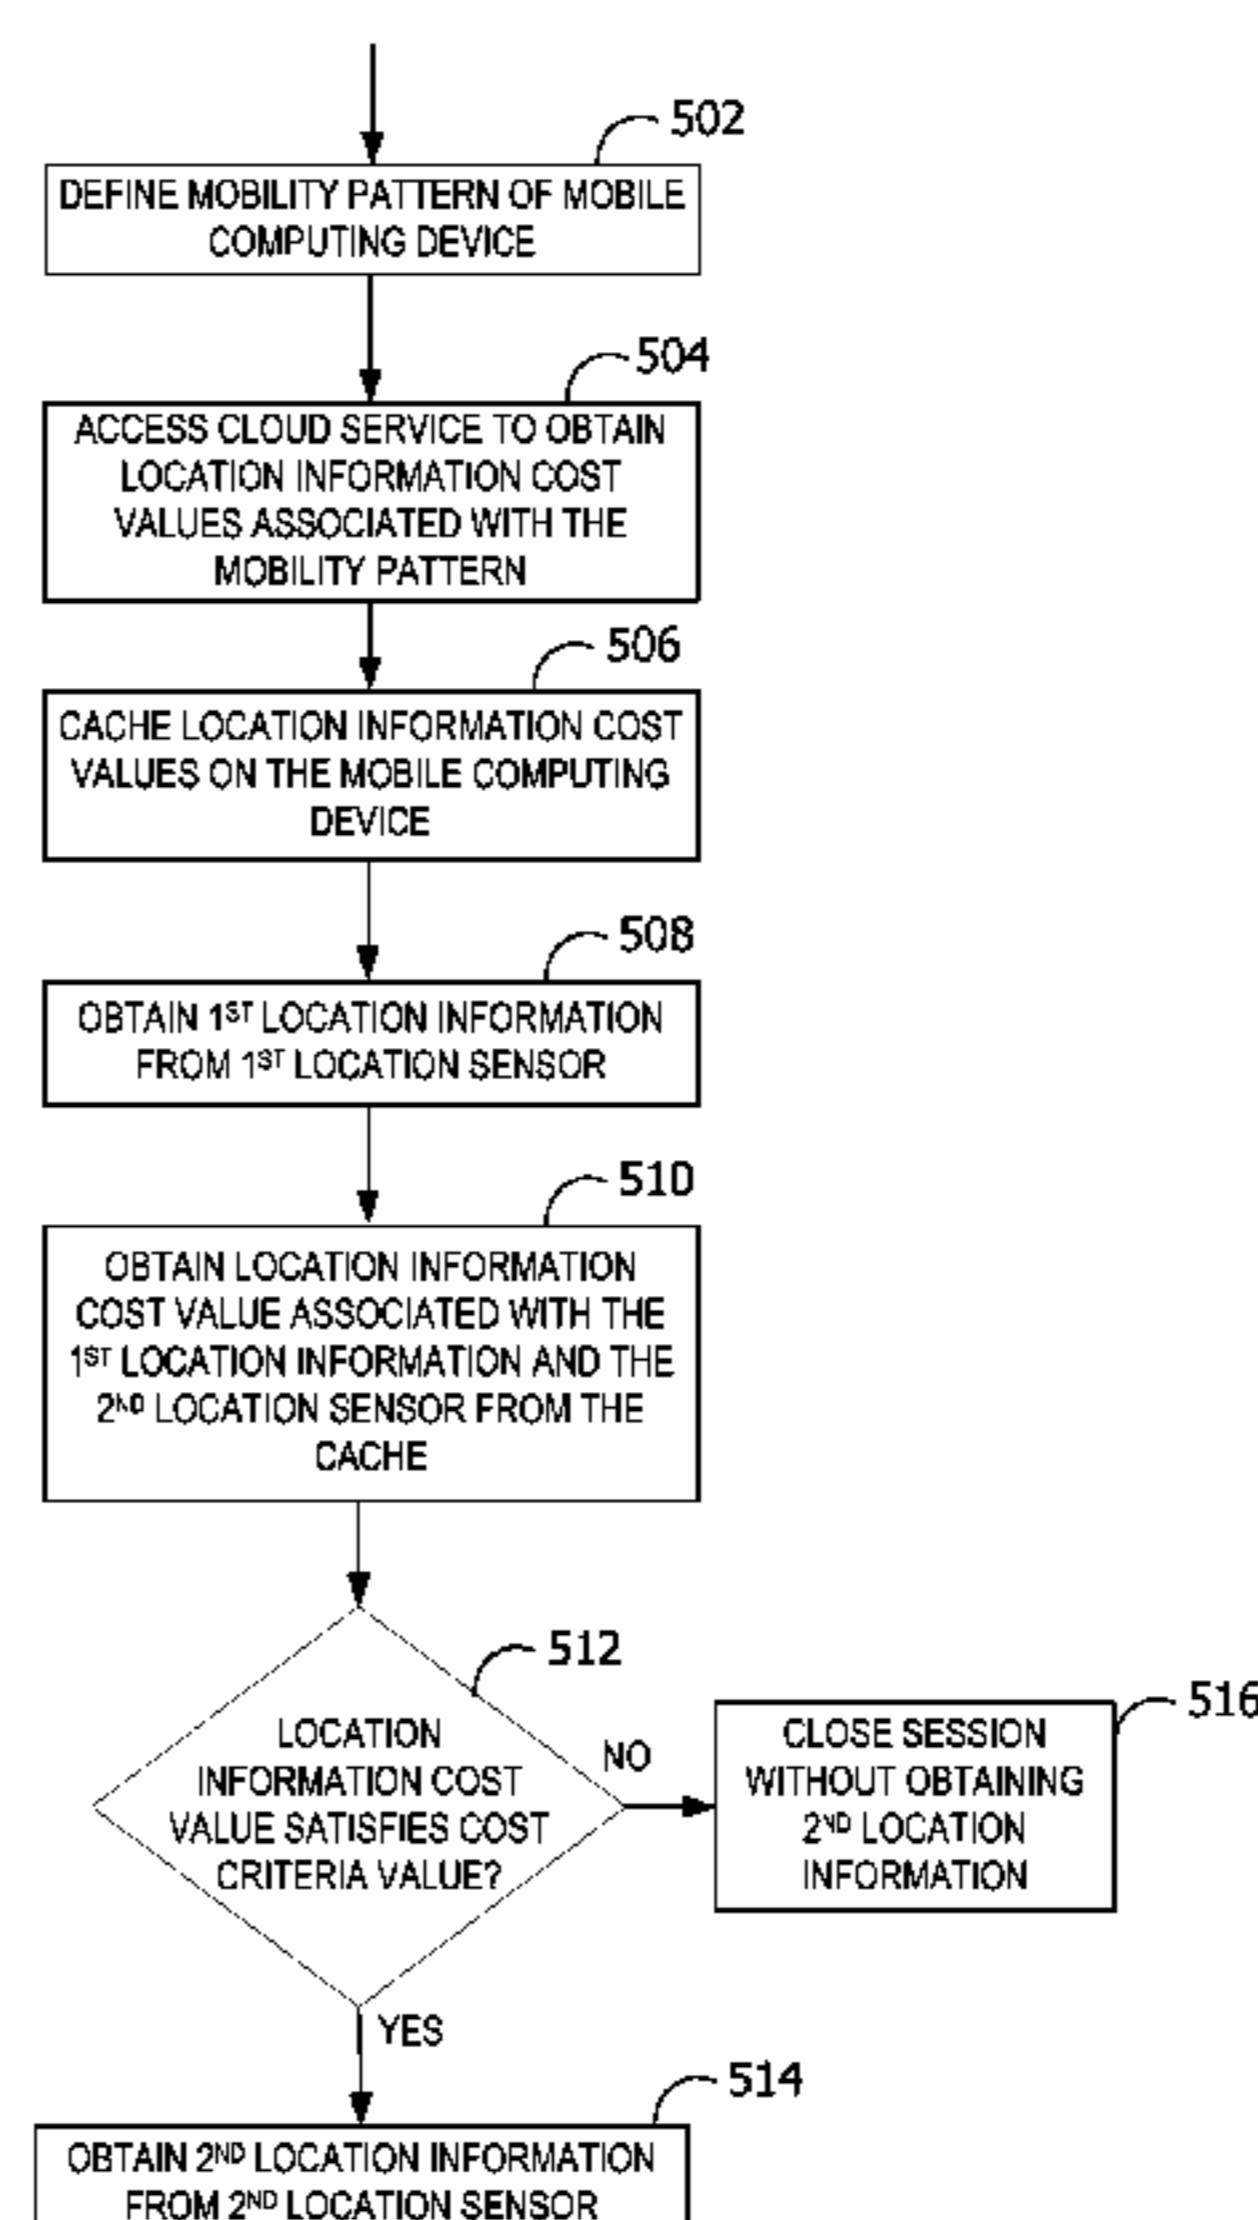 502
DEFINE MOBILITY PATTERN OF MOBILE
COMPUTING DEVICE
504
ACCESS CLOUD SERVICE TO OBTAIN
LOCATION INFORMATION COST
VALUES ASSOCIATED WITH THE
MOBILITY PATTERN
506
CACHE LOCATION INFORMATION COST
VALUES ON THE MOBILE COMPUTING
DEVICE
508
OBTAIN 1ST LOCATION INFORMATION
FROM 1ST LOCATION SENSOR
510
OBTAIN LOCATION INFORMATION
COST VALUE ASSOCIATED WITH THE
1ST LOCATION INFORMATION AND THE
2ND LOCATION SENSOR FROM THE
CACHE
512
LOCATION
INFORMATION COST
VALUE SATISFIES COST
CRITERIA VALUE?
NO
516
CLOSE SESSION
WITHOUT OBTAINING
2ND LOCATION
INFORMATION
YES
514
OBTAIN 2ND LOCATION INFORMATION
FROM 2ND LOCATION SENSOR